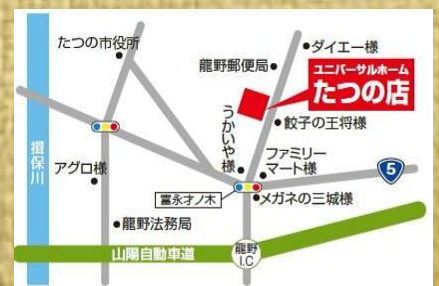 たつの市役所
ダイエー様
龍野郵便局
ユニバーサルホーム
たつの店
うかいや様
餃子の王将様
ファミリー
マート様
5
揖保川
アグロ様
富永才ノ木
メガネの三城様
龍野法務局
山陽自動車道
龍野
I.C